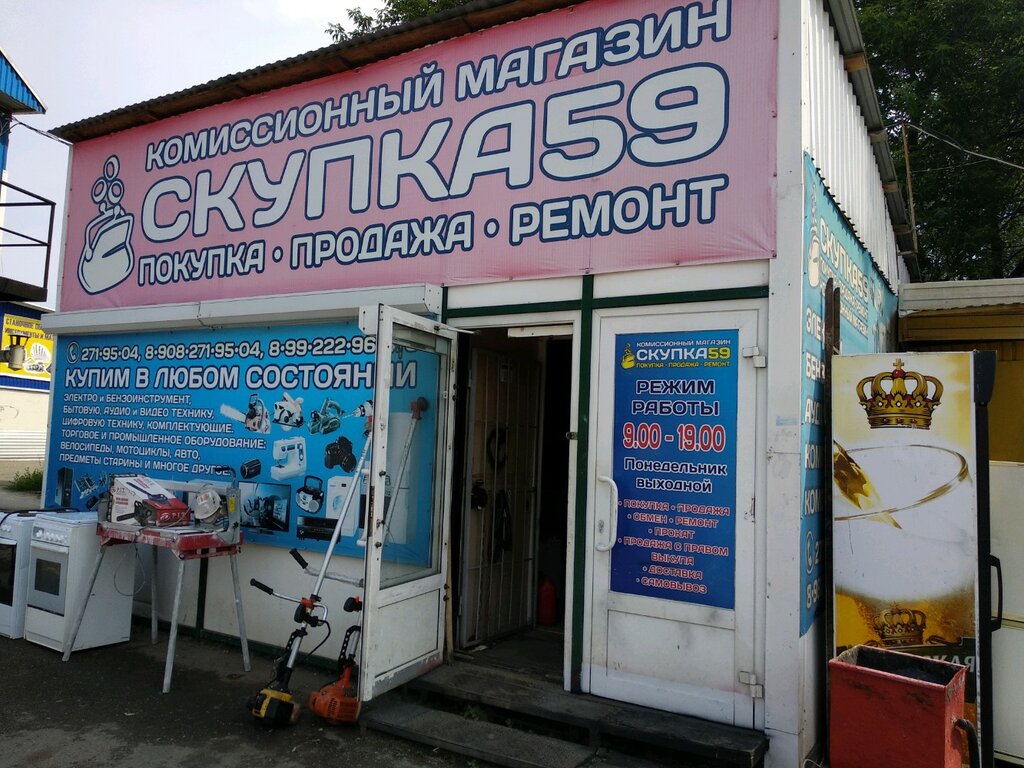 КОМИССИОННЫЙ МАГАЗИН
СКУПКА59
ПОКУПКА • ПРОДАЖА • РЕМОНТ
271-95-04, 8-908-271-95-04, 8-99-222-96
КУПИМ В ЛЮБОМ СОСТОЯНИИ
ЭЛЕКТРО И БЕНЗОИНСТРУМЕНТ,
БЫТОВУЮ, АУДИО И ВИДЕО ТЕХНИКУ,
ЦИФРОВУЮ ТЕХНИКУ, КОМПЛЕКТУЮЩИЕ,
ТОРГОВОЕ И ПРОМЫШЛЕННОЕ ОБОРУДОВАНИЕ:
ВЕЛОСИПЕДЫ, МОТОЦИКЛЫ, АВТО,
ПРЕДМЕТЫ СТАРИНЫ И МНОГОЕ ДРУГОЕ
КОМИССИОННЫЙ МАГАЗИН
СКУПКА59
ПОКУПКА • ПРОДАЖА • РЕМОНТ
РЕЖИМ
РАБОТЫ
9.00 - 19.00
Понедельник
выходной
• ПОКУПКА • ПРОДАЖА
• ОБМЕН • РЕМОНТ
• ПРОКАТ
• ПРОДАЖА С ПРАВОМ
ВЫКУПА
• ДОСТАВКА
• САМОВЫВОЗ
СКУПКА59